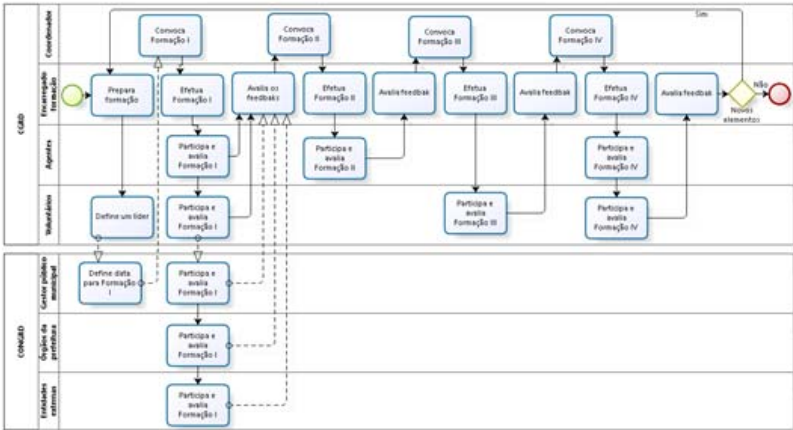 CGRD
Coordenador
Convoca
Formação I
Convoca
Formação II
Convoca
Formação III
Convoca
Formação IV
Sim
Encarregado
Formação
Prepara
formação
Efetua
Formação I
Avalia os
feedbaks
Efetua
Formação II
Avalia feedbak
Efetua
Formação III
Avalia feedbak
Efetua
Formação IV
Avalia feedbak
Não
Novos
elementos
Agentes
Participa e
avalia
Formação I
Participa e
avalia
Formação II
Participa e
avalia
Formação IV
Voluntários
Define um líder
Participa e
avalia
Formação I
Participa e
avalia
Formação III
Participa e
avalia
Formação IV
CONGRD
Gestor público
municipal
Define data
para Formação
I
Participa e
avalia
Formação I
Órgãos da
prefeitura
Participa e
avalia
Formação I
Entidades
externas
Participa e
avalia
Formação I